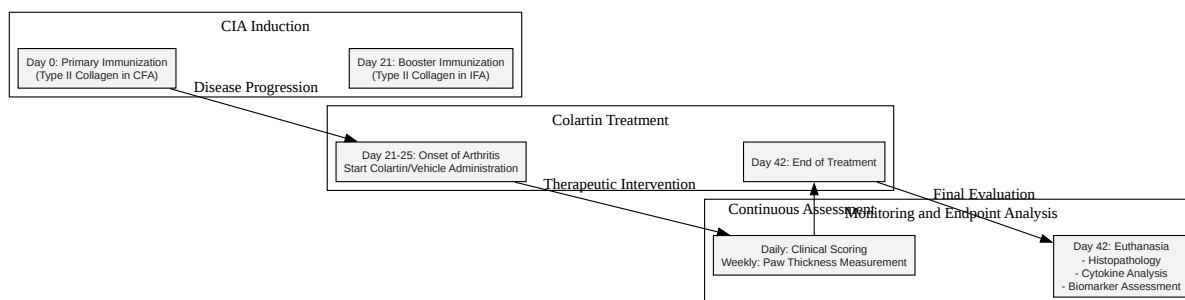 CIA Induction
Day 0: Primary Immunization
(Type II Collagen in CFA)
Day 21: Booster Immunization
(Type II Collagen in IFA)
Disease Progression
Colartin Treatment
Day 21-25: Onset of Arthritis
Start Colartin/Vehicle Administration
Day 42: End of Treatment
Therapeutic Intervention
Final Evaluation
Continuous Assessment
Monitoring and Endpoint Analysis
Daily: Clinical Scoring
Weekly: Paw Thickness Measurement
Day 42: Euthanasia
- Histopathology
- Cytokine Analysis
- Biomarker Assessment